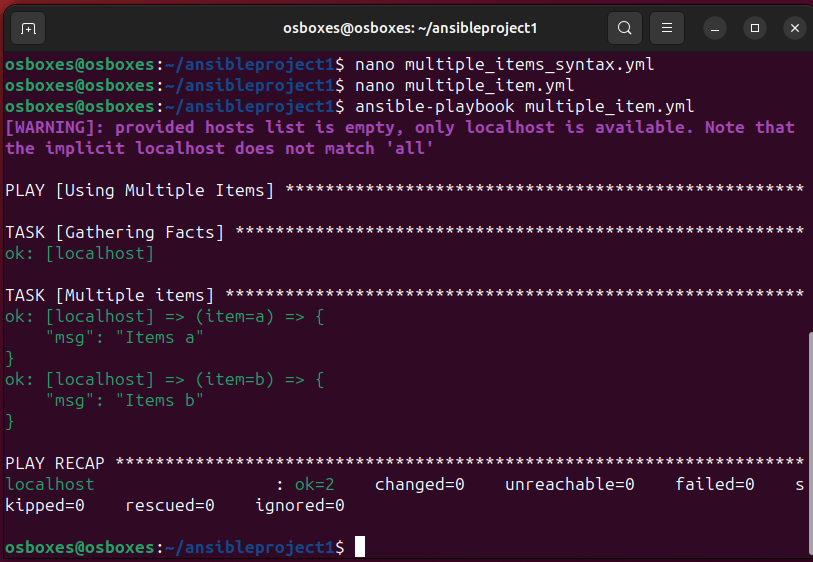 osboxes@osboxes: ~/ansibleproject1
osboxes@osboxes:~/ansibleproject1$ nano multiple_items_syntax.yml
osboxes@osboxes:~/ansibleproject1$ nano multiple_item.yml
osboxes@osboxes:~/ansibleproject1$ ansible-playbook multiple_item.yml
[WARNING]: provided hosts list is empty, only localhost is available. Note that
the implicit localhost does not match 'all'
PLAY [Using Multiple Items] ****************************************************
TASK [Gathering Facts] *********************************************************
ok: [localhost]
TASK [Multiple items] **********************************************************
ok: [localhost] => (item=a) => {
    "msg": "Items a"
}
ok: [localhost] => (item=b) => {
    "msg": "Items b"
}
PLAY RECAP *********************************************************************
localhost                  : ok=2    changed=0    unreachable=0    failed=0    s
kipped=0    rescued=0    ignored=0
osboxes@osboxes:~/ansibleproject1$